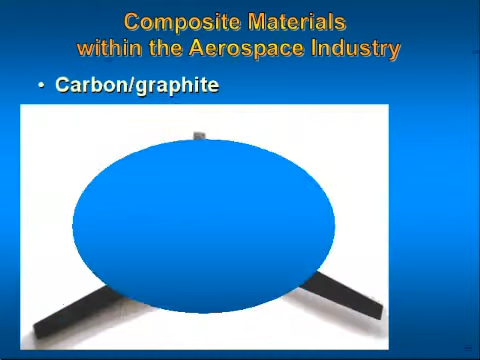 Composite Materials
within the Aerospace Industry
• Carbon/graphite